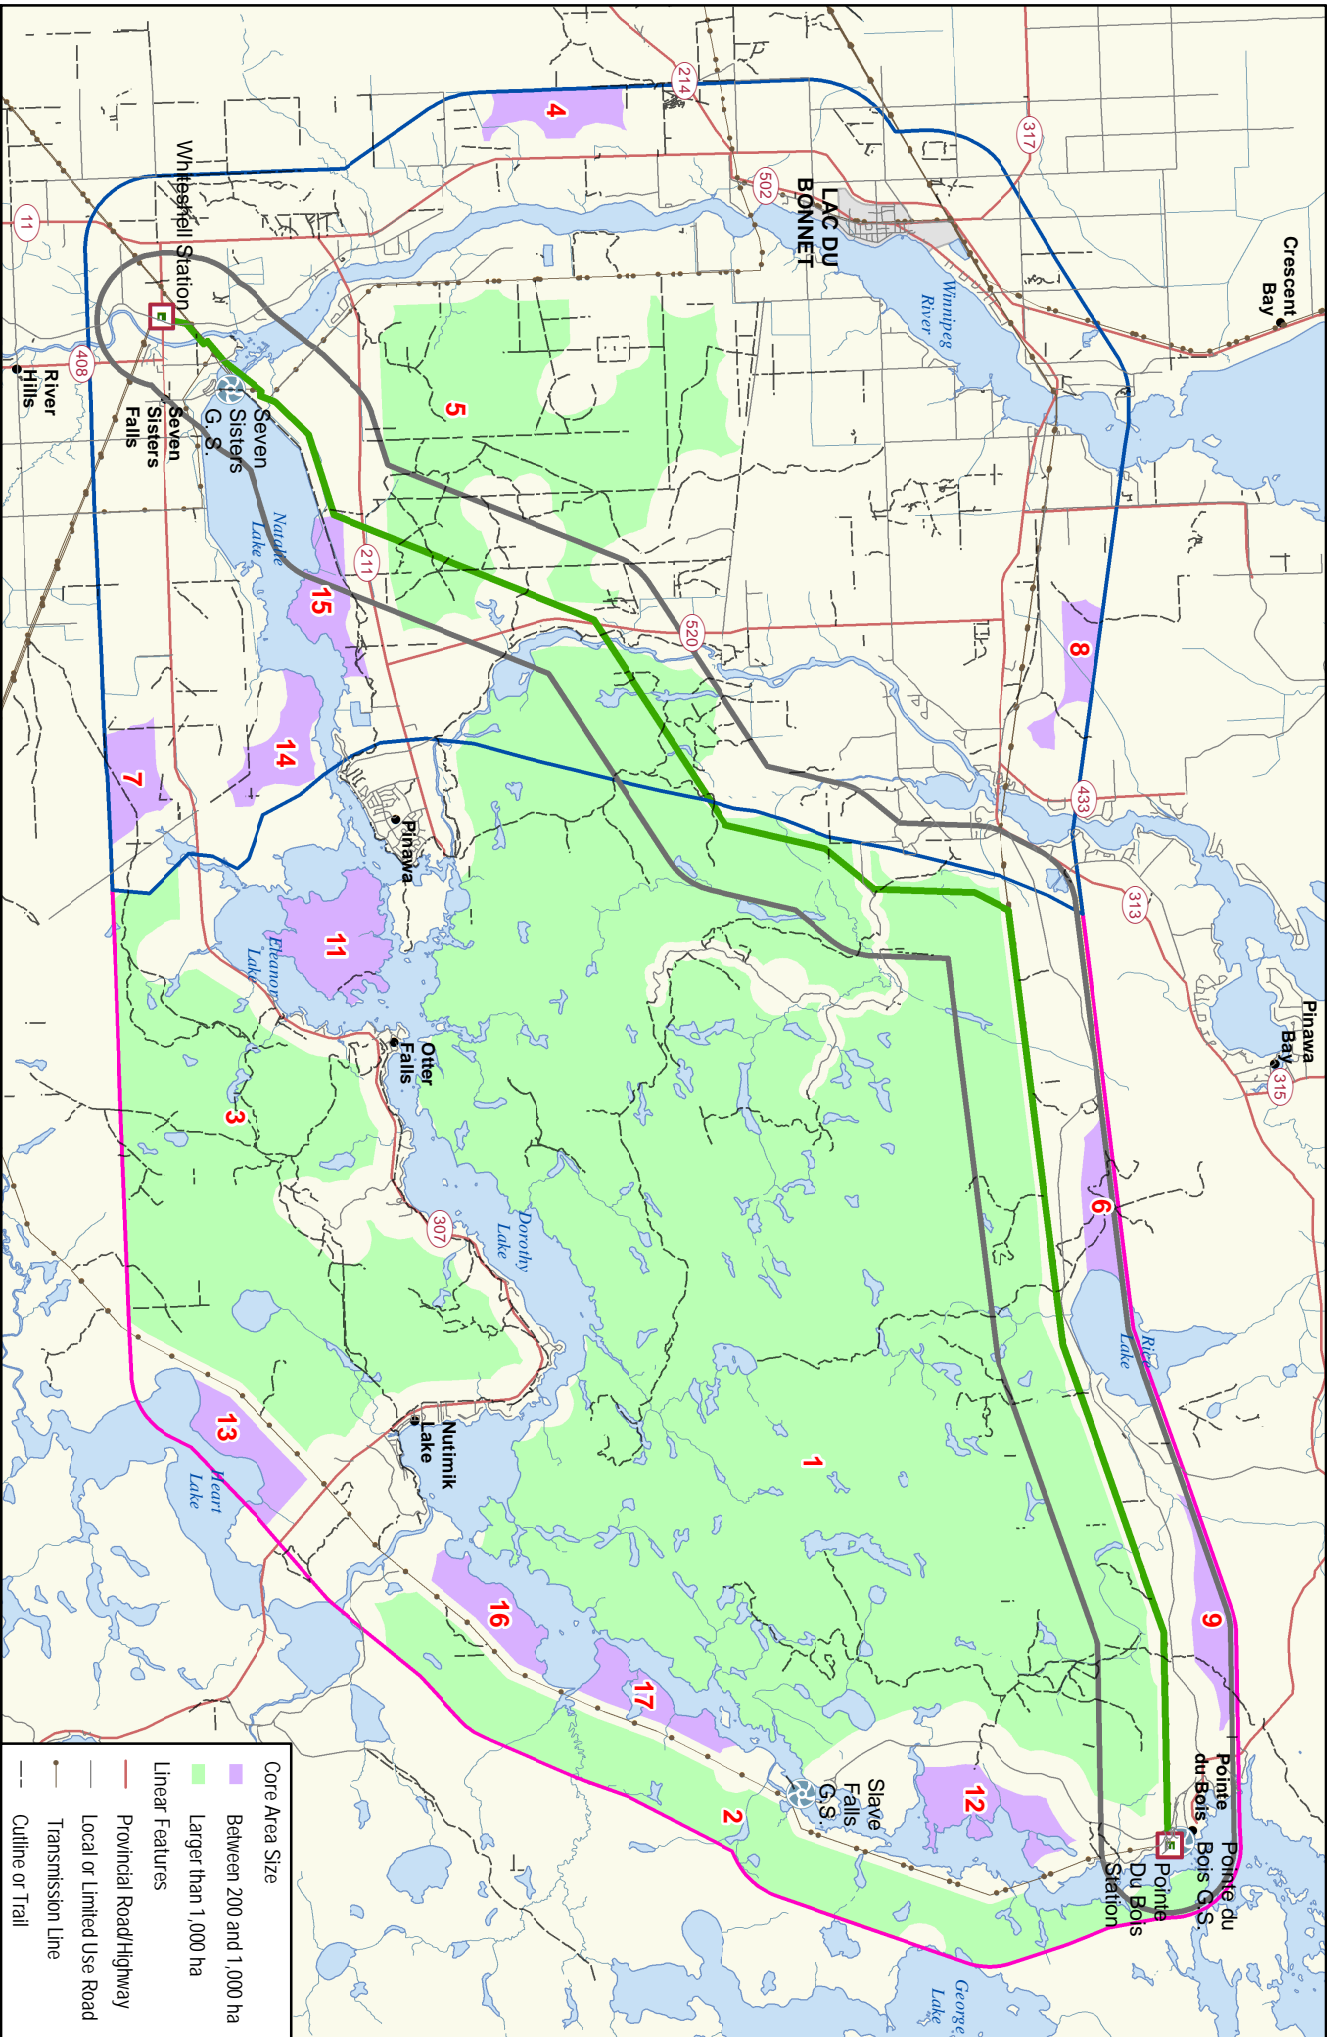 Crescent
Bay
317
214
502
LAC DU
BONNET
Winnipeg
River
4
Whiteshell Station
11
408
River
Hills
Seven
Sisters
Falls
Seven
Sisters
G. S.
Natalie
Lake
5
211
15
520
8
433
313
Pinawa
Bay
315
14
7
Pinawa
11
Eleanor
Lake
Otter
Falls
3
307
Dorothy
Lake
6
Rice
Lake
1
13
Heart
Lake
Nutimik
Lake
16
17
9
12
Slave
Falls
G.S.
2
Pointe
du Bois
Pointe du
Bois G.S.
Pointe
Du Bois
Station
George
Lake
Core Area Size
Between 200 and 1,000 ha
Larger than 1,000 ha
Linear Features
Provincial Road/Highway
Local or Limited Use Road
Transmission Line
Cutline or Trail